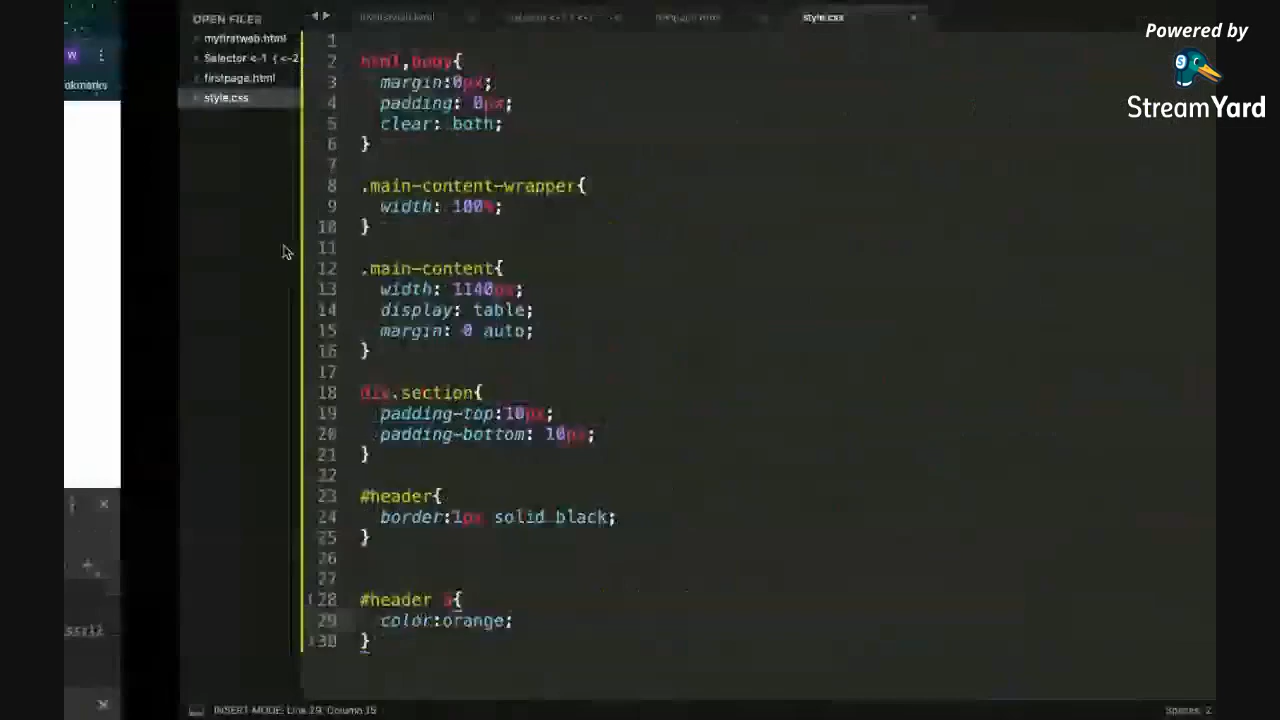 OPEN FILES
myfirstweb.html
firstpage.html
style.css
style.css
Powered by
StreamYard
1
2 html,body{
3 margin:0px;
4 padding: 0px;
5 clear: both;
6 }
7
8 .main-content-wrapper{
9 width: 100%;
10 }
11
12 .main-content{
13 width: 1140px;
14 display: table;
15 margin: 0 auto;
16 }
17
18 div.section{
19 padding-top:10px;
20 padding-bottom: 10px;
21 }
22
23 #header{
24 border:1px solid black;
25 }
26
27
28 #header a{
29 color:orange;
30 }
INSERT MODE, Line 29, Column 15
Spaces: 2